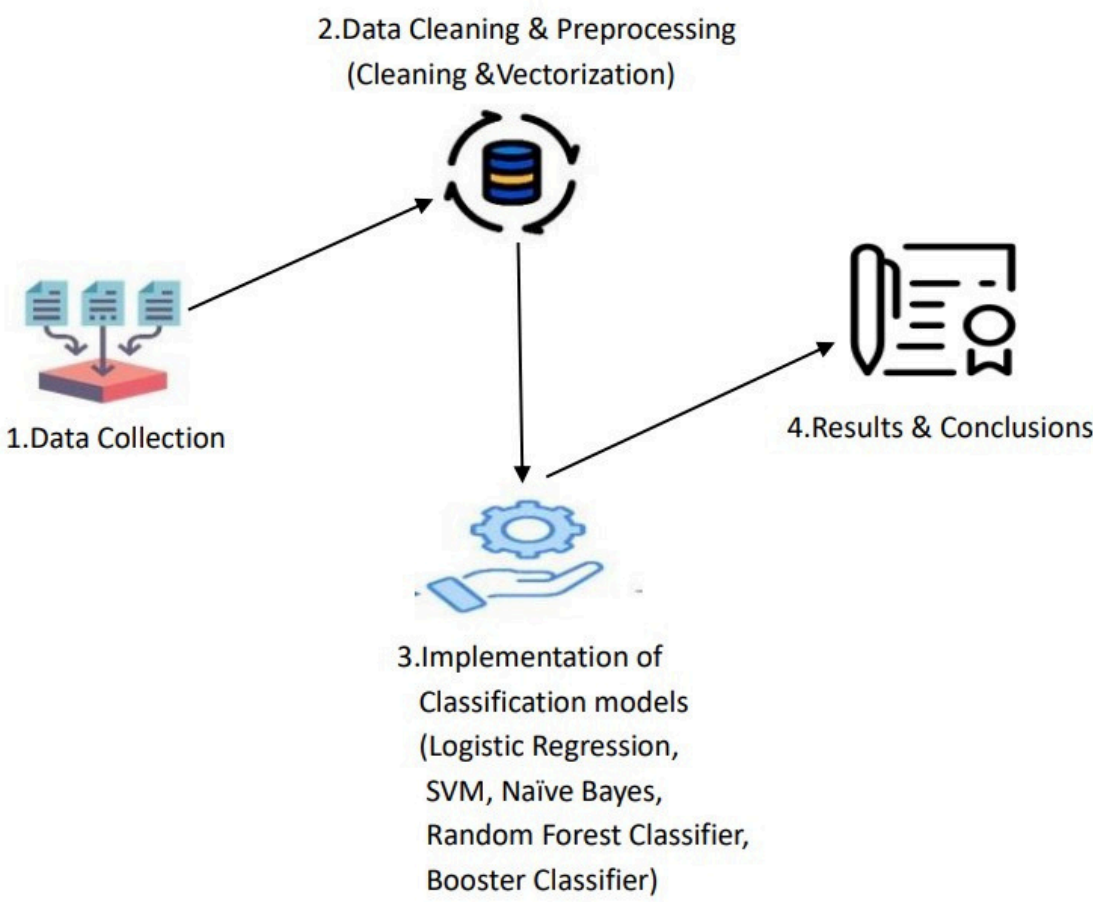 2.Data Cleaning & Preprocessing
(Cleaning &Vectorization)
1.Data Collection
4.Results & Conclusions
3.Implementation of
Classification models
(Logistic Regression,
SVM, Naïve Bayes,
Random Forest Classifier,
Booster Classifier)